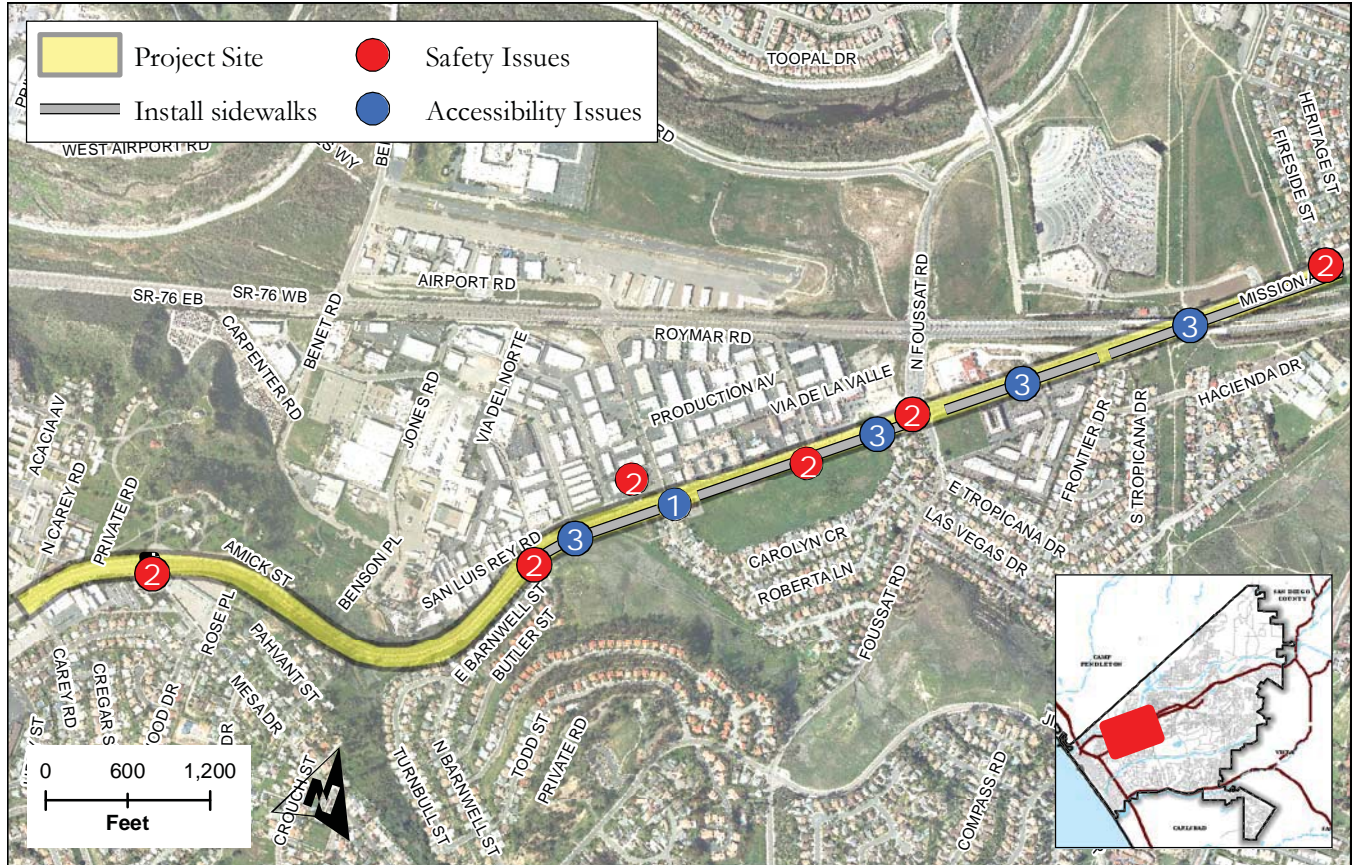 Project Site
Safety Issues
Install sidewalks
Accessibility Issues
TOOPAL DR
HERITAGE ST
FIRESIDE ST
WEST AIRPORT RD
RD
2
MISSION
SR-76 EB
SR-76 WB
AIRPORT RD
BENET RD
CARPENTER RD
ROYMAR RD
N FOUSSAT RD
3
HACIENDA DR
JONES RD
VIA DEL NORTE
PRODUCTION AV
VIA DE LA VALLE
3
2
3
FRONTIER DR
S TROPICANA DR
ACACIA AV
N CAREY RD
PRIVATE RD
2
2
1
E TROPICANA DR
LAS VEGAS DR
AMICK ST
BENSON PL
SAN LUIS REY RD
3
2
2
CAROLYN CR
ROBERTA LN
FOUSSAT RD
ROSE PL
PAHVANT ST
E BARNWELL ST
BUTLER ST
CAREY RD
CREGAR S
MESA DR
OOD DR
DR
TURNBULL ST
N BARNWELL ST
TODD ST
PRIVATE RD
COMPASS RD
CROUCH ST
0 600 1,200
Feet
N
SAN DIEGO
COUNTY
CAMP
PENDLETON
VISTA
CARLSBAD